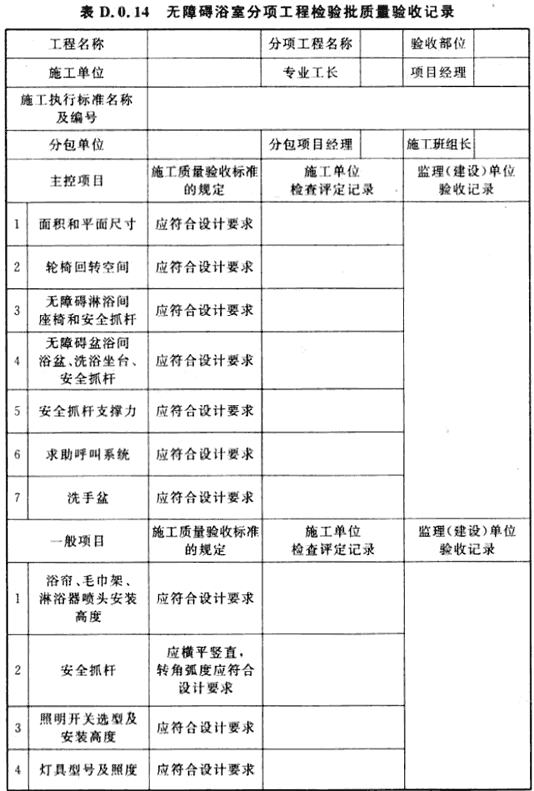 表 D.0.14 无障碍浴室分项工程检验批质量验收记录
工程名称 分项工程名称 验收部位
施工单位 专业工长 项目经理
施工执行标准名称
及编号
分包单位 分包项目经理 施工班组长
主控项目 施工质量验收标准 施工单位 监理(建设)单位
的规定 检查评定记录 验收记录
1 面积和平面尺寸 应符合设计要求
2 轮椅回转空间 应符合设计要求
3 无障碍淋浴间
座椅和安全抓杆 应符合设计要求
4 无障碍盆浴间
浴盆、洗浴坐台、 应符合设计要求
安全抓杆
5 安全抓杆支撑力 应符合设计要求
6 求助呼叫系统 应符合设计要求
7 洗手盆 应符合设计要求
一般项目 施工质量验收标准 施工单位 监理(建设)单位
的规定 检查评定记录 验收记录
1 浴帘、毛巾架、
淋浴器喷头安装 应符合设计要求
高度
2 安全抓杆 应横平竖直,
转角弧度应符合
设计要求
3 照明开关选型及
安装高度 应符合设计要求
4 灯具型号及照度 应符合设计要求